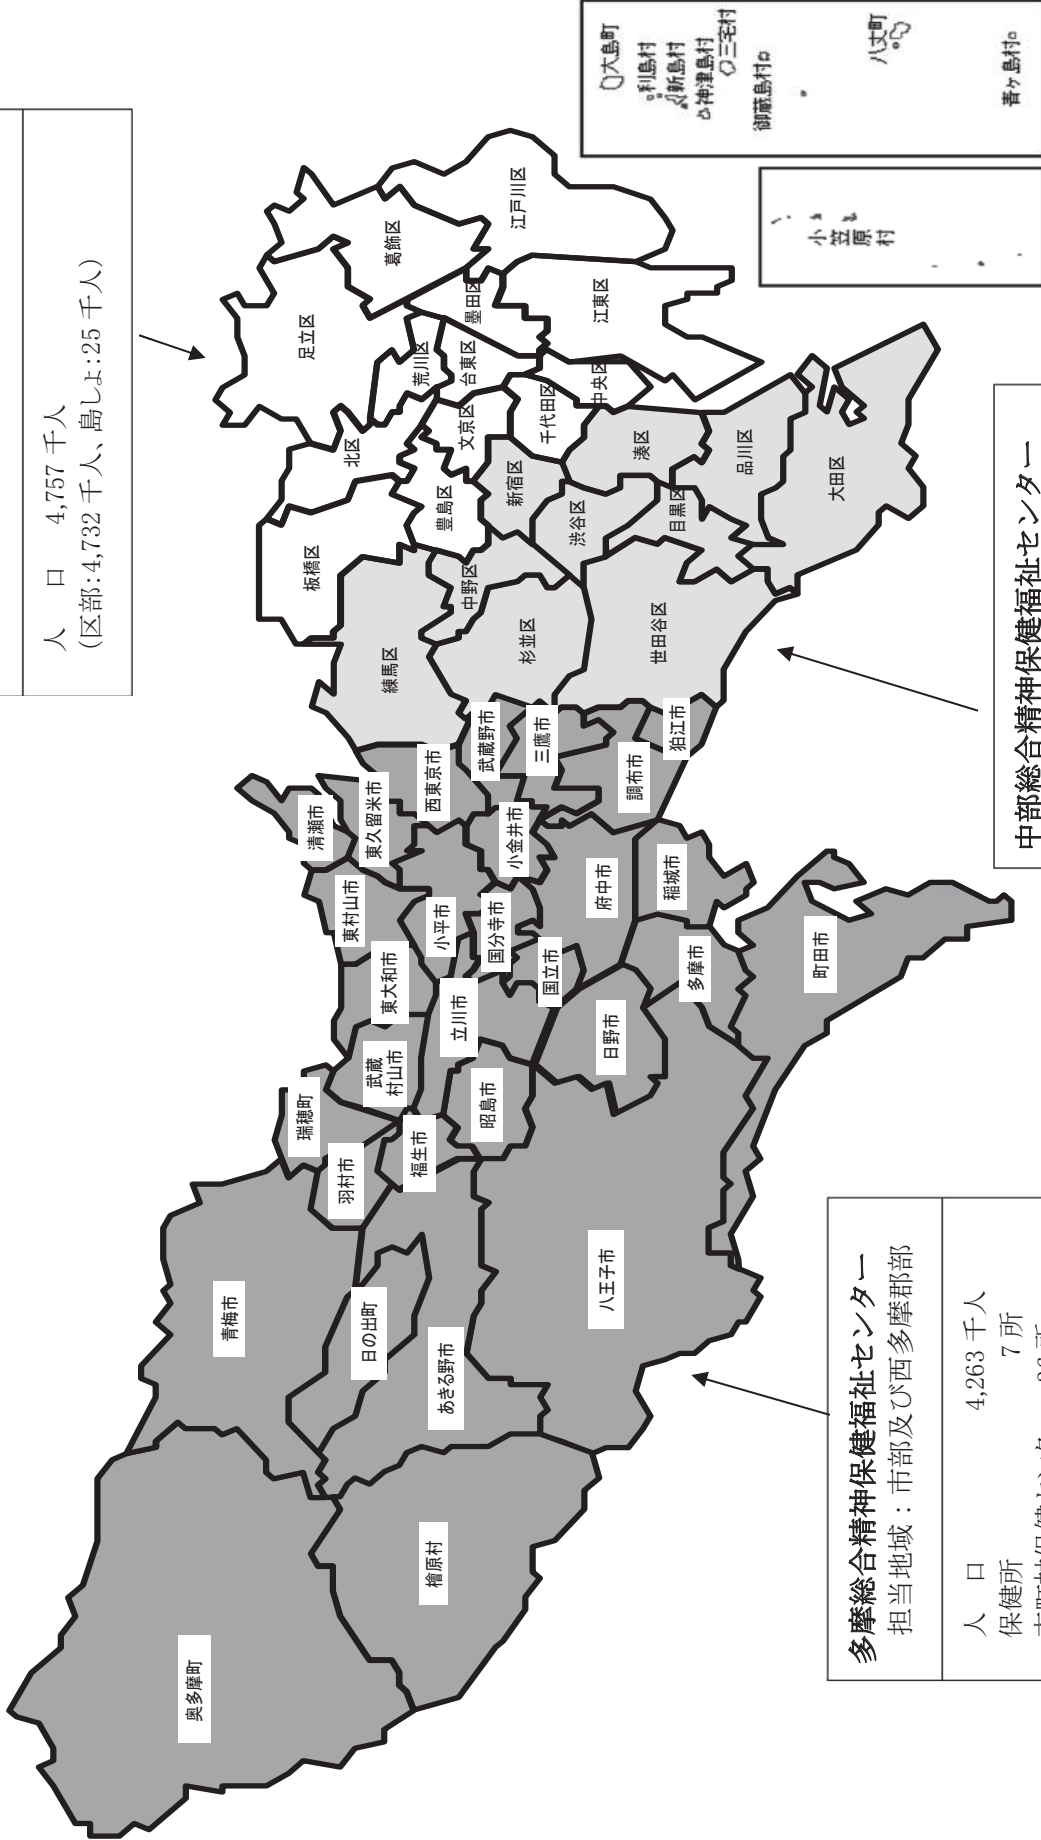 人　口　4,757 千人
(区部：4,732 千人、島しょ：25 千人)
足立区
葛飾区
江戸川区
墨田区
江東区
荒川区
台東区
中央区
北区
文京区
千代田区
板橋区
豊島区
新宿区
湊区
品川区
大田区
渋谷区
目黒区
中野区
練馬区
杉並区
世田谷区
大島町
利島村
新島村
神津島村
三宅村
御蔵島村
八丈町
青ヶ島村
小笠原村
清瀬市
東久留米市
西東京市
武蔵野市
三鷹市
調布市
狛江市
小金井市
東村山市
小平市
国分寺市
府中市
稲城市
東大和市
立川市
国立市
多摩市
町田市
武蔵
村山市
昭島市
日野市
瑞穂町
羽村市
福生市
青梅市
日の出町
あきる野市
八王子市
奥多摩町
檜原村
中部総合精神保健福祉センター
多摩総合精神保健福祉センター
担当地域：市部及び西多摩郡部
人　口　4,263 千人
保健所　7 所